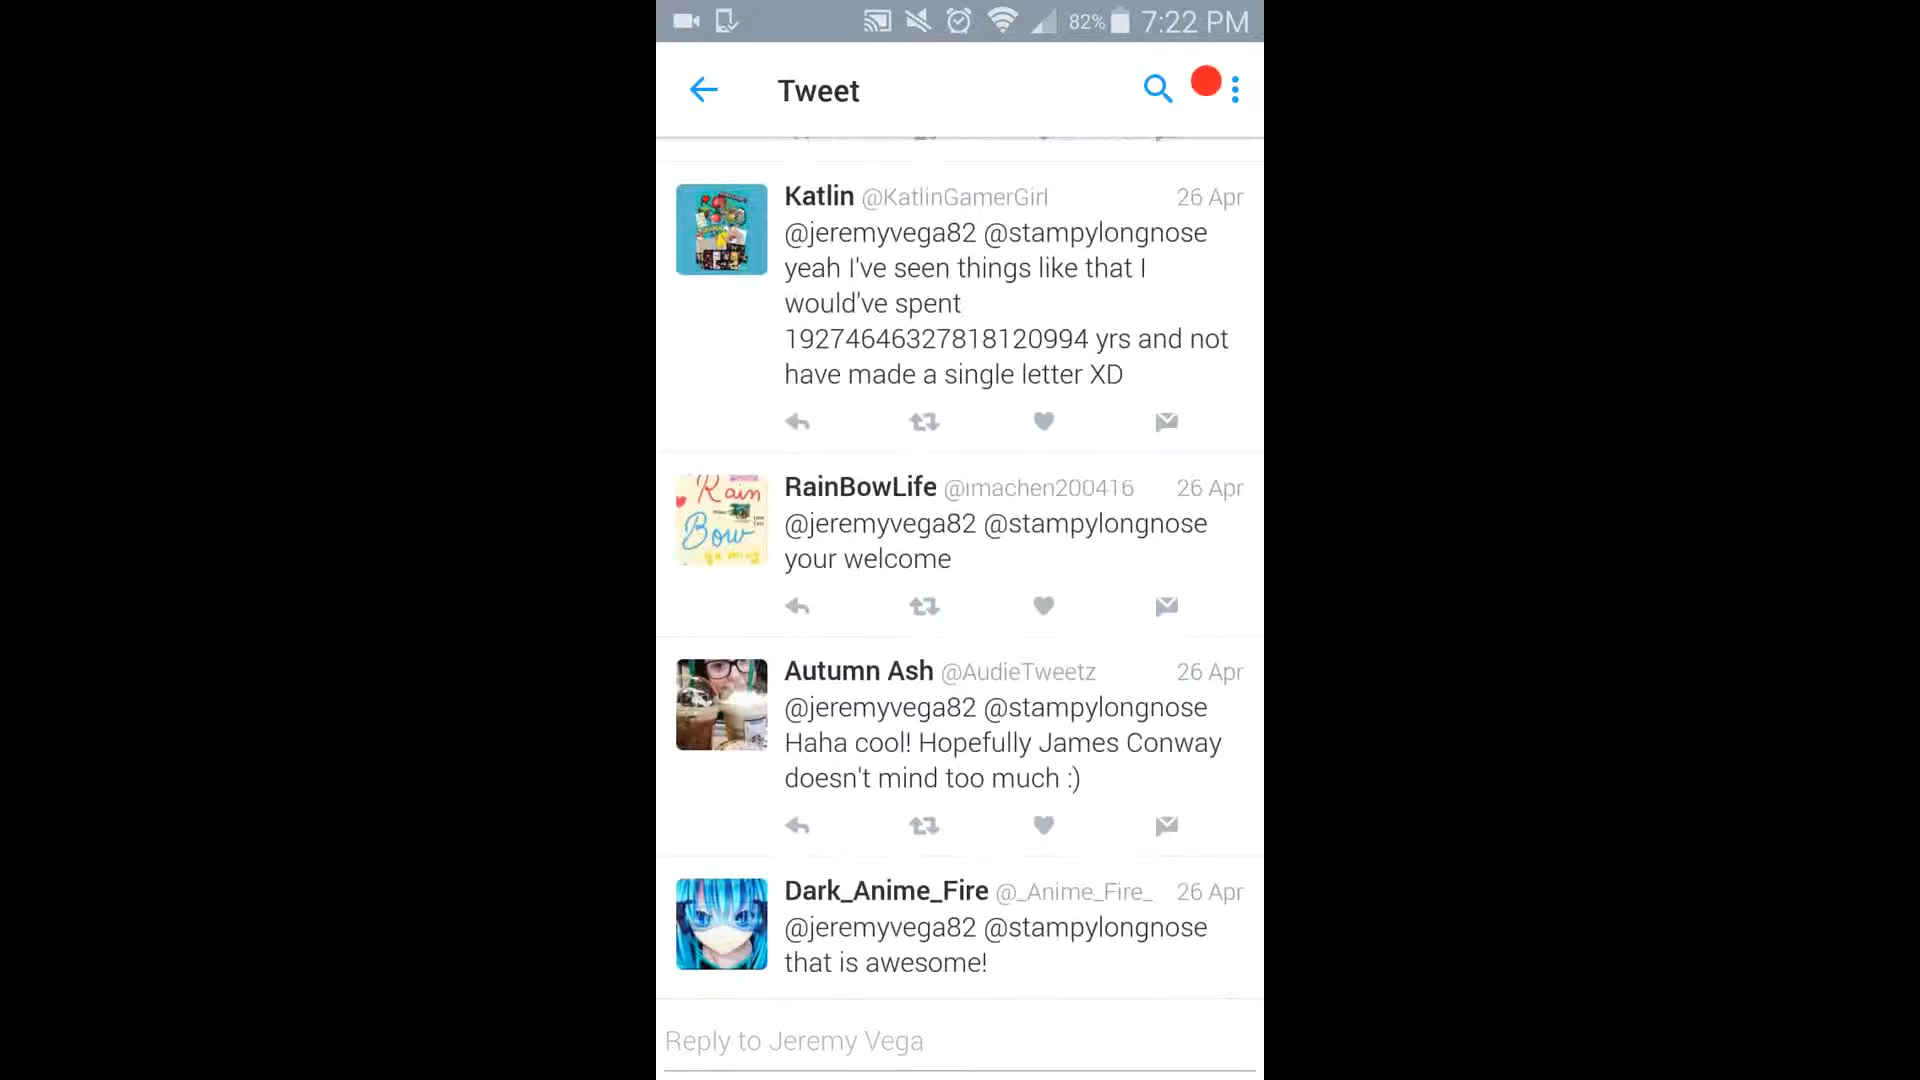 82% 7:22 PM
Tweet
Katlin @KatlinGamerGirl 26 Apr
@jeremyvega82 @stampylongnose
yeah I've seen things like that I
would've spent
19274646327818120994 yrs and not
have made a single letter XD
RainBowLife @imachen200416 26 Apr
@jeremyvega82 @stampylongnose
your welcome
Rain
Bow
Autumn Ash @AudieTweetz 26 Apr
@jeremyvega82 @stampylongnose
Haha cool! Hopefully James Conway
doesn't mind too much :)
Dark_Anime_Fire @_Anime_Fire_ 26 Apr
@jeremyvega82 @stampylongnose
that is awesome!
Reply to Jeremy Vega